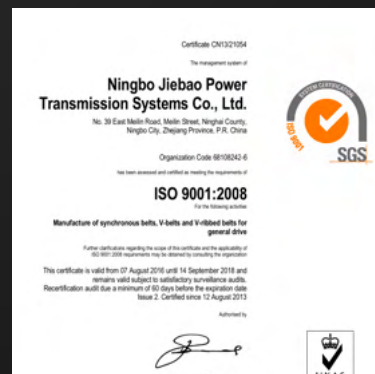 Certificate CN13/21054
The management system of
Ningbo Jiebao Power
Transmission Systems Co., Ltd.
No. 39 East Meilin Road, Meilin Street, Ninghai County,
Ningbo City, Zhejiang Province, P.R. China
Organization Code 68108242-6
has been assessed and certified as meeting the requirements of
ISO 9001:2008
For the following activities
Manufacture of synchronous belts, V-belts and V-ribbed belts for
general drive
Further clarifications regarding the scope of this certificate and the applicability of
ISO 9001:2008 requirements may be obtained by consulting the organization
This certificate is valid from 07 August 2016 until 14 September 2018 and
remains valid subject to satisfactory surveillance audits.
Recertification audit due a minimum of 60 days before the expiration date
Issue 2. Certified since 12 August 2013
Authorised by
SYSTEM CERTIFICATION
ISO 9001
SGS